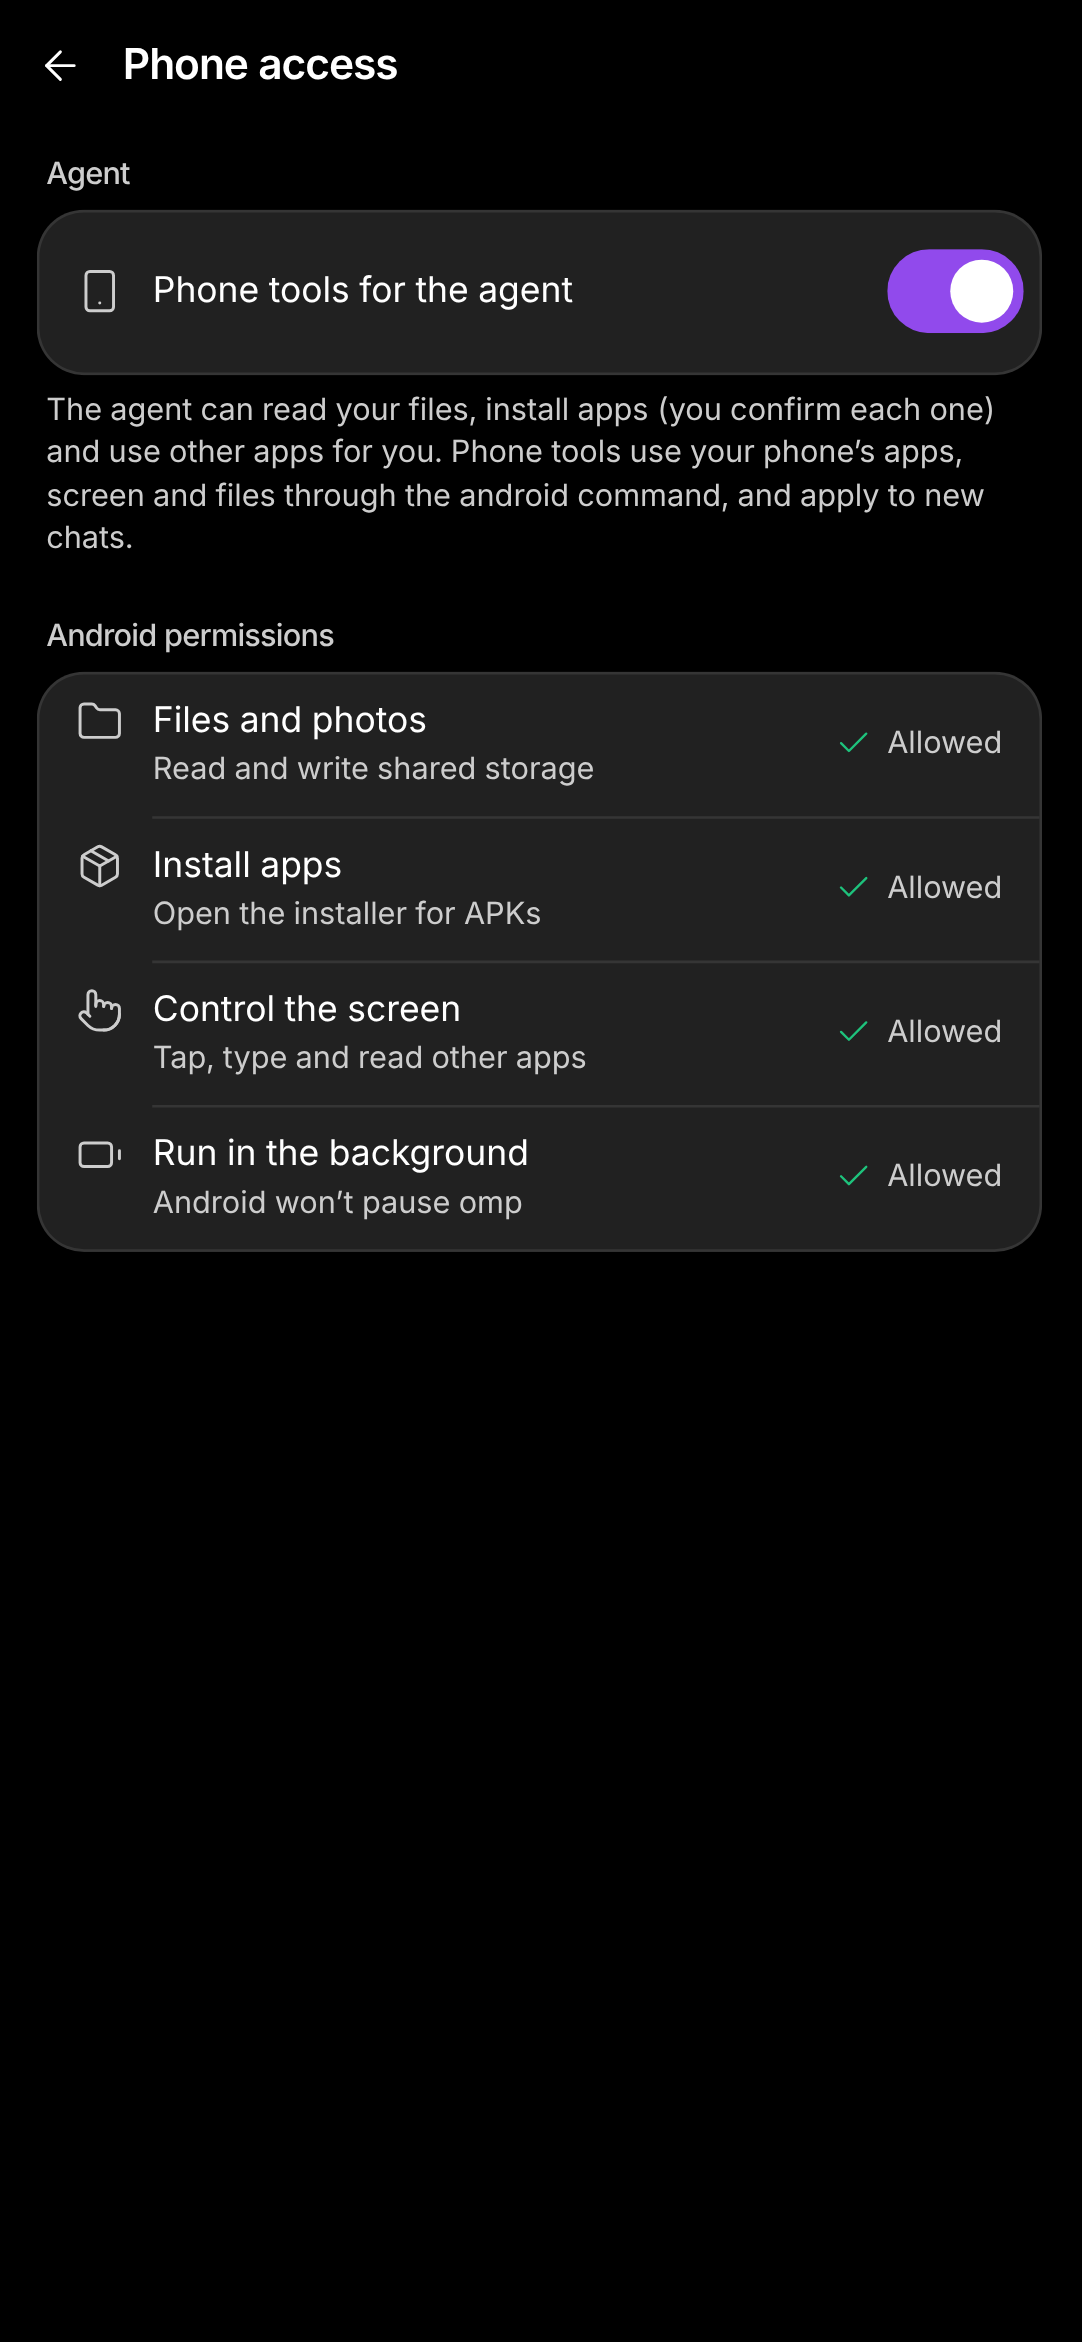 Phone access
Agent
Phone tools for the agent
The agent can read your files, install apps (you confirm each one)
and use other apps for you. Phone tools use your phone’s apps,
screen and files through the android command, and apply to new
chats.
Android permissions
Files and photos
Read and write shared storage
Allowed
Install apps
Open the installer for APKs
Allowed
Control the screen
Tap, type and read other apps
Allowed
Run in the background
Android won’t pause omp
Allowed